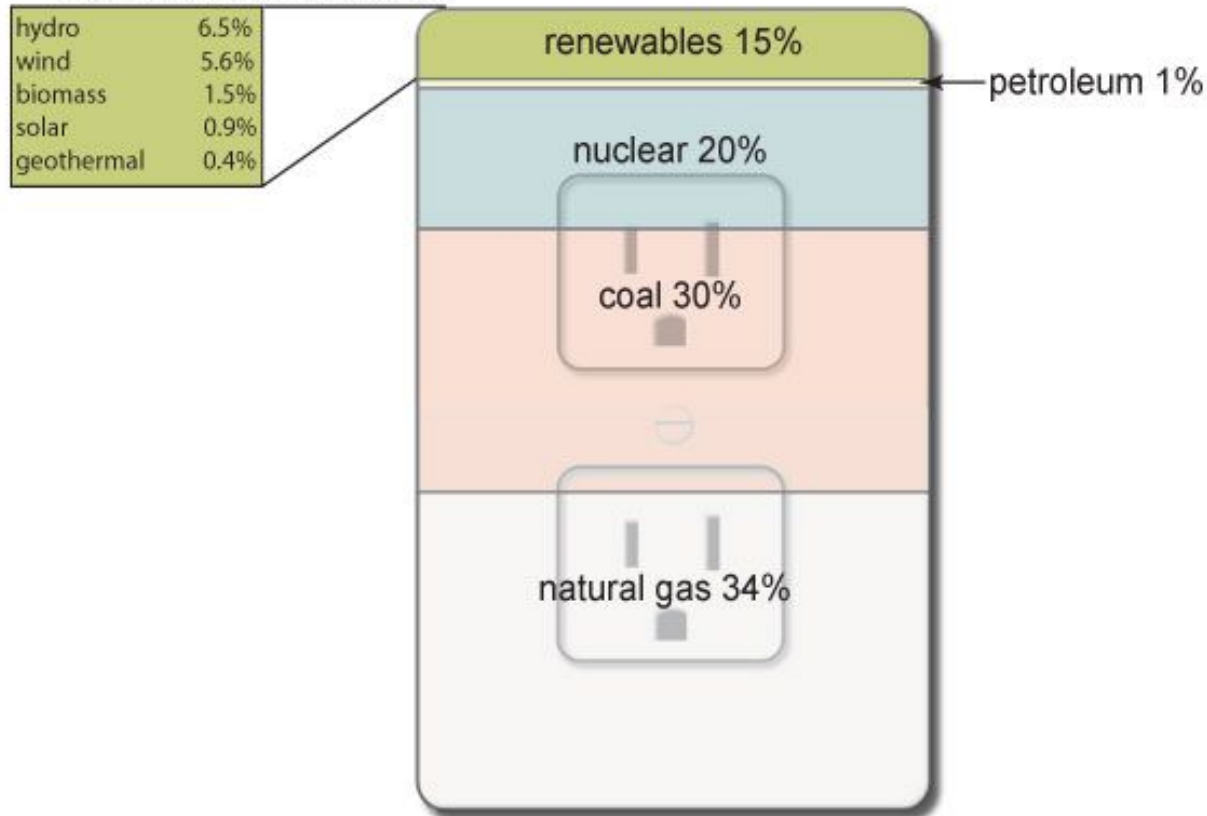 hydro 6.5%
wind 5.6%
biomass 1.5%
solar 0.9%
geothermal 0.4%
renewables 15%
petroleum 1%
nuclear 20%
coal 30%
natural gas 34%